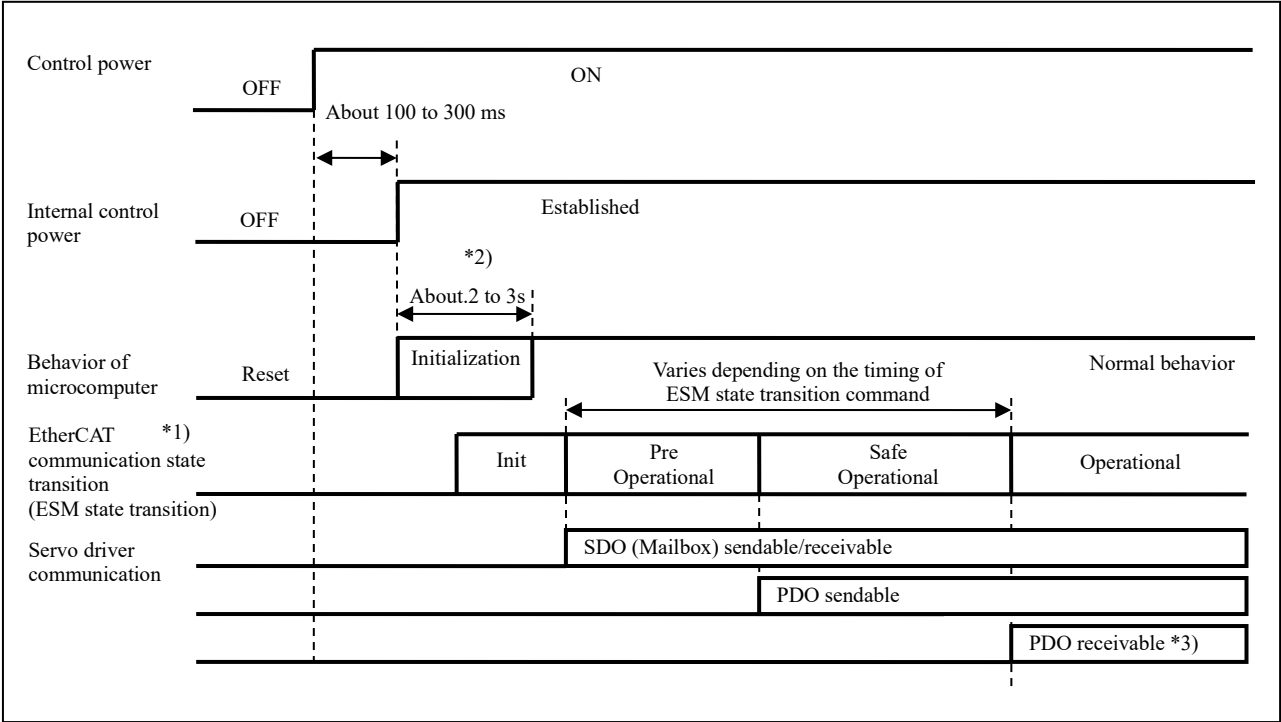 Control power
OFF
ON
About 100 to 300 ms
Internal control
power
OFF
Established
*2)
About.2 to 3s
Behavior of
microcomputer
Reset
Initialization
Varies depending on the timing of
ESM state transition command
Normal behavior
EtherCAT *1)
communication state
transition
(ESM state transition)
Init
Pre
Operational
Safe
Operational
Operational
Servo driver
communication
SDO (Mailbox) sendable/receivable
PDO sendable
PDO receivable *3)